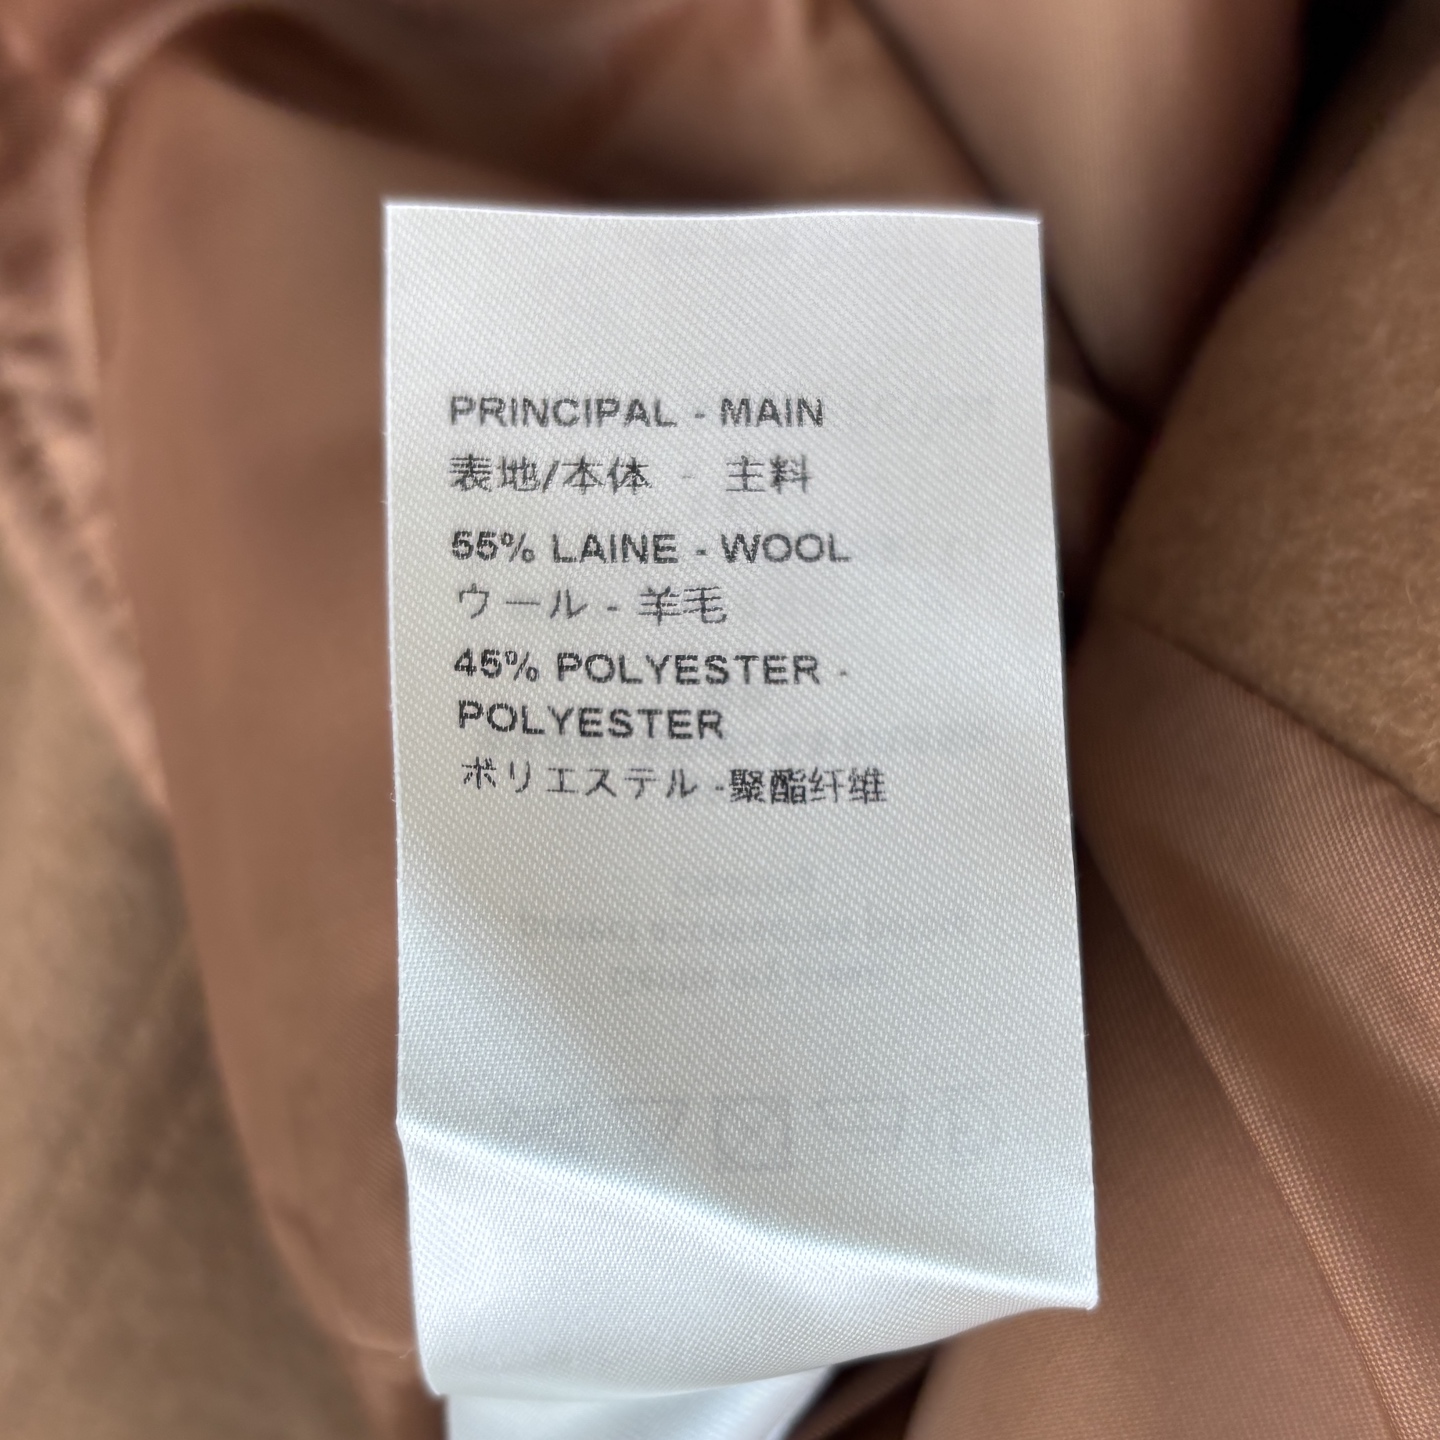 PRINCIPAL - MAIN
表地/本体 - 主料
55% LAINE - WOOL
ウール - 羊毛
45% POLYESTER -
POLYESTER
ポリエステル -聚酯纤维